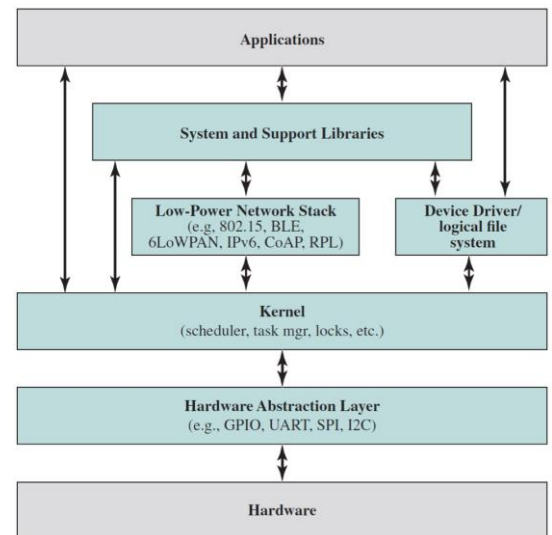 Applications
System and Support Libraries
Low-Power Network Stack
(e.g, 802.15, BLE,
6LoWPAN, IPv6, CoAP, RPL)
Device Driver/
logical file
system
Kernel
(scheduler, task mgr, locks, etc.)
Hardware Abstraction Layer
(e.g., GPIO, UART, SPI, I2C)
Hardware